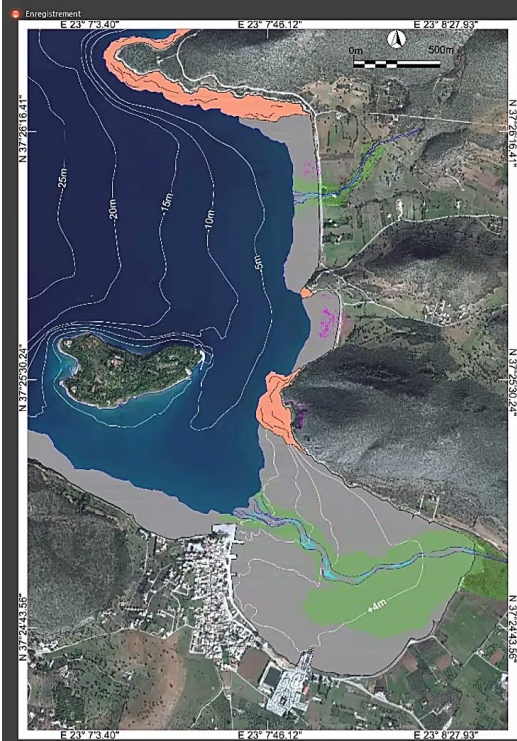 Enregistrement
E 23° 7'3.40" E 23° 7'46.12" E 23° 8'27.93"
0m 500m
N 37°26'16.41" N 37°26'16.41"
-25m
-20m
-15m
-10m
-5m
N 37°25'30.24" N 37°25'30.24"
+4m
N 37°24'43.56" N 37°24'43.56"
E 23° 7'3.40" E 23° 7'46.12" E 23° 8'27.93"